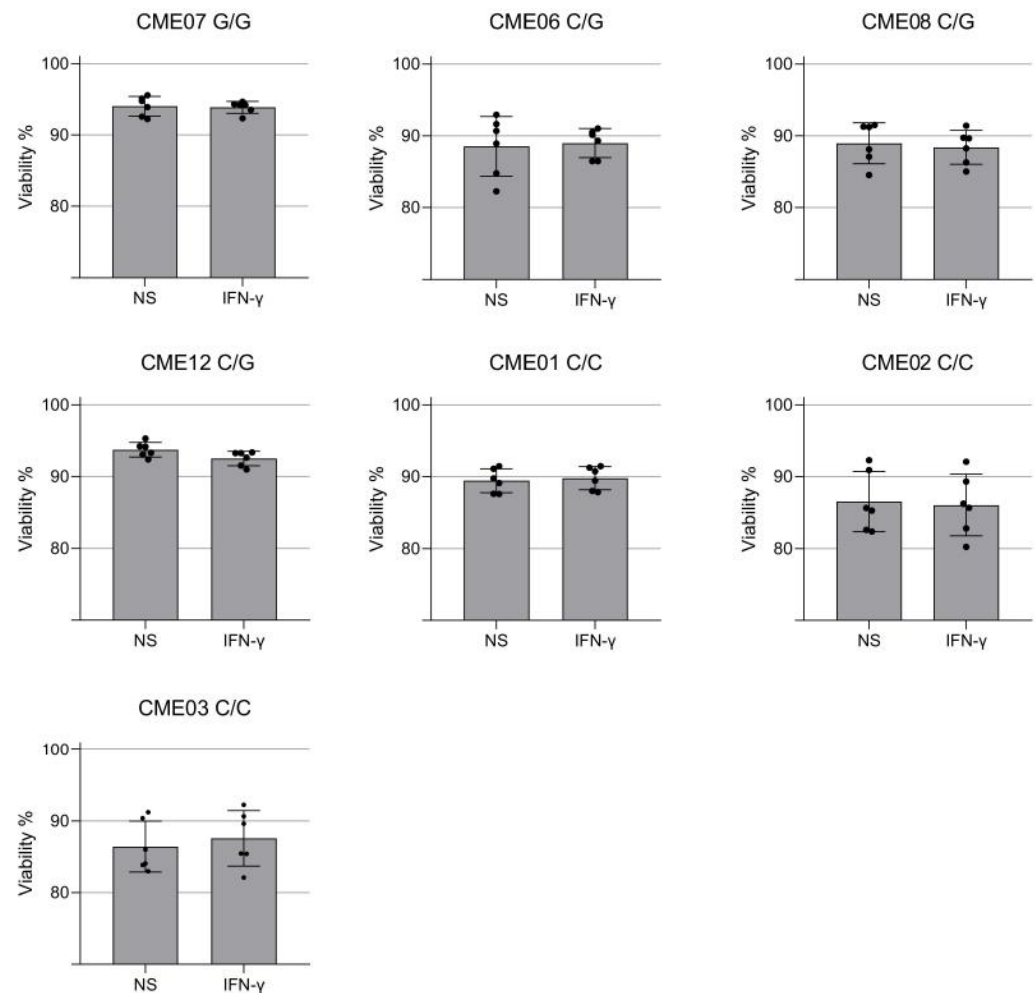 CME07 G/G
CME06 C/G
CME08 C/G
100
90
80
Viability %
NS
IFN-γ
100
90
80
Viability %
NS
IFN-γ
100
90
80
Viability %
NS
IFN-γ
CME12 C/G
CME01 C/C
CME02 C/C
100
90
80
Viability %
NS
IFN-γ
100
90
80
Viability %
NS
IFN-γ
100
90
80
Viability %
NS
IFN-γ
CME03 C/C
100
90
80
Viability %
NS
IFN-γ